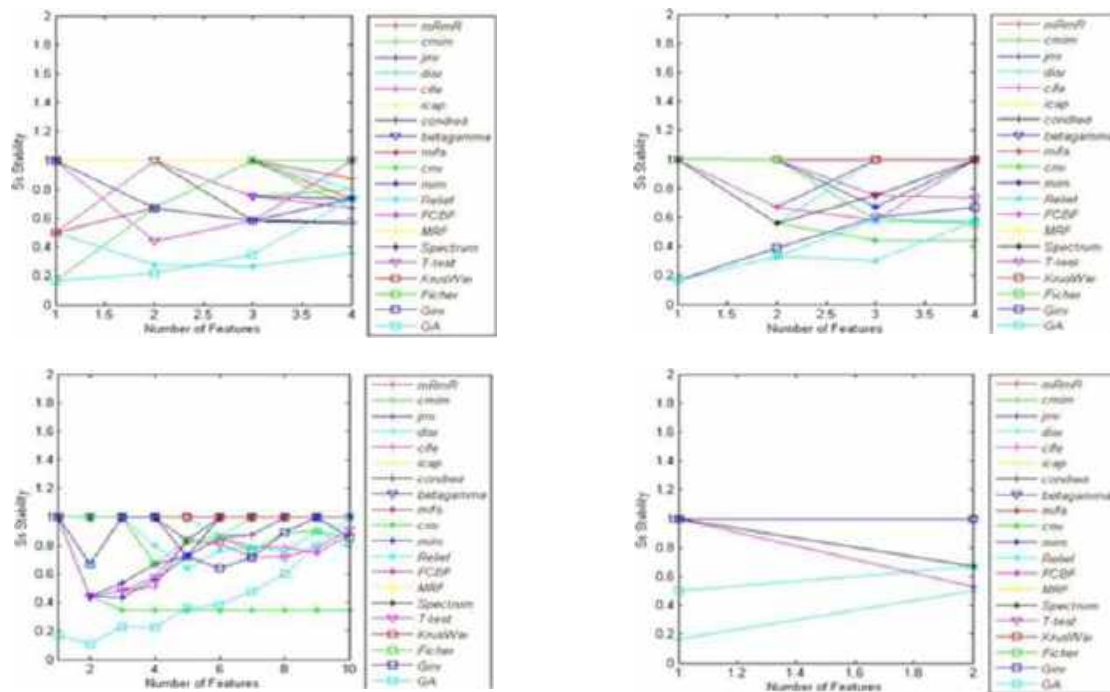 2
1.8
1.6
1.4
1.2
1
0.8
0.6
0.4
0.2
0
Ss Stability
1 1.5 2 2.5 3 3.5 4
Number of Features
mRmR
cmim
jmi
disr
cife
icap
condred
betagamma
mifs
cmi
mim
Relief
FCBF
MRF
Spectrum
T-test
KrusWar
Ficher
Gini
GA
2
1.8
1.6
1.4
1.2
1
0.8
0.6
0.4
0.2
0
Ss Stability
1 1.5 2 2.5 3 3.5 4
Number of Features
mRmR
cmim
jmi
disr
cife
icap
condred
betagamma
mifs
cmi
mim
Relief
FCBF
MRF
Spectrum
T-test
KrusWar
Ficher
Gini
GA
2
1.8
1.6
1.4
1.2
1
0.8
0.6
0.4
0.2
0
Ss Stability
2 4 6 8 10
Number of Features
mRmR
cmim
jmi
disr
cife
icap
condred
betagamma
mifs
cmi
mim
Relief
FCBF
MRF
Spectrum
T-test
KrusWar
Ficher
Gini
GA
2
1.8
1.6
1.4
1.2
1
0.8
0.6
0.4
0.2
0
Ss Stability
1 1.2 1.4 1.6 1.8 2
Number of Features
mRmR
cmim
jmi
disr
cife
icap
condred
betagamma
mifs
cmi
mim
Relief
FCBF
MRF
Spectrum
T-test
KrusWar
Ficher
Gini
GA